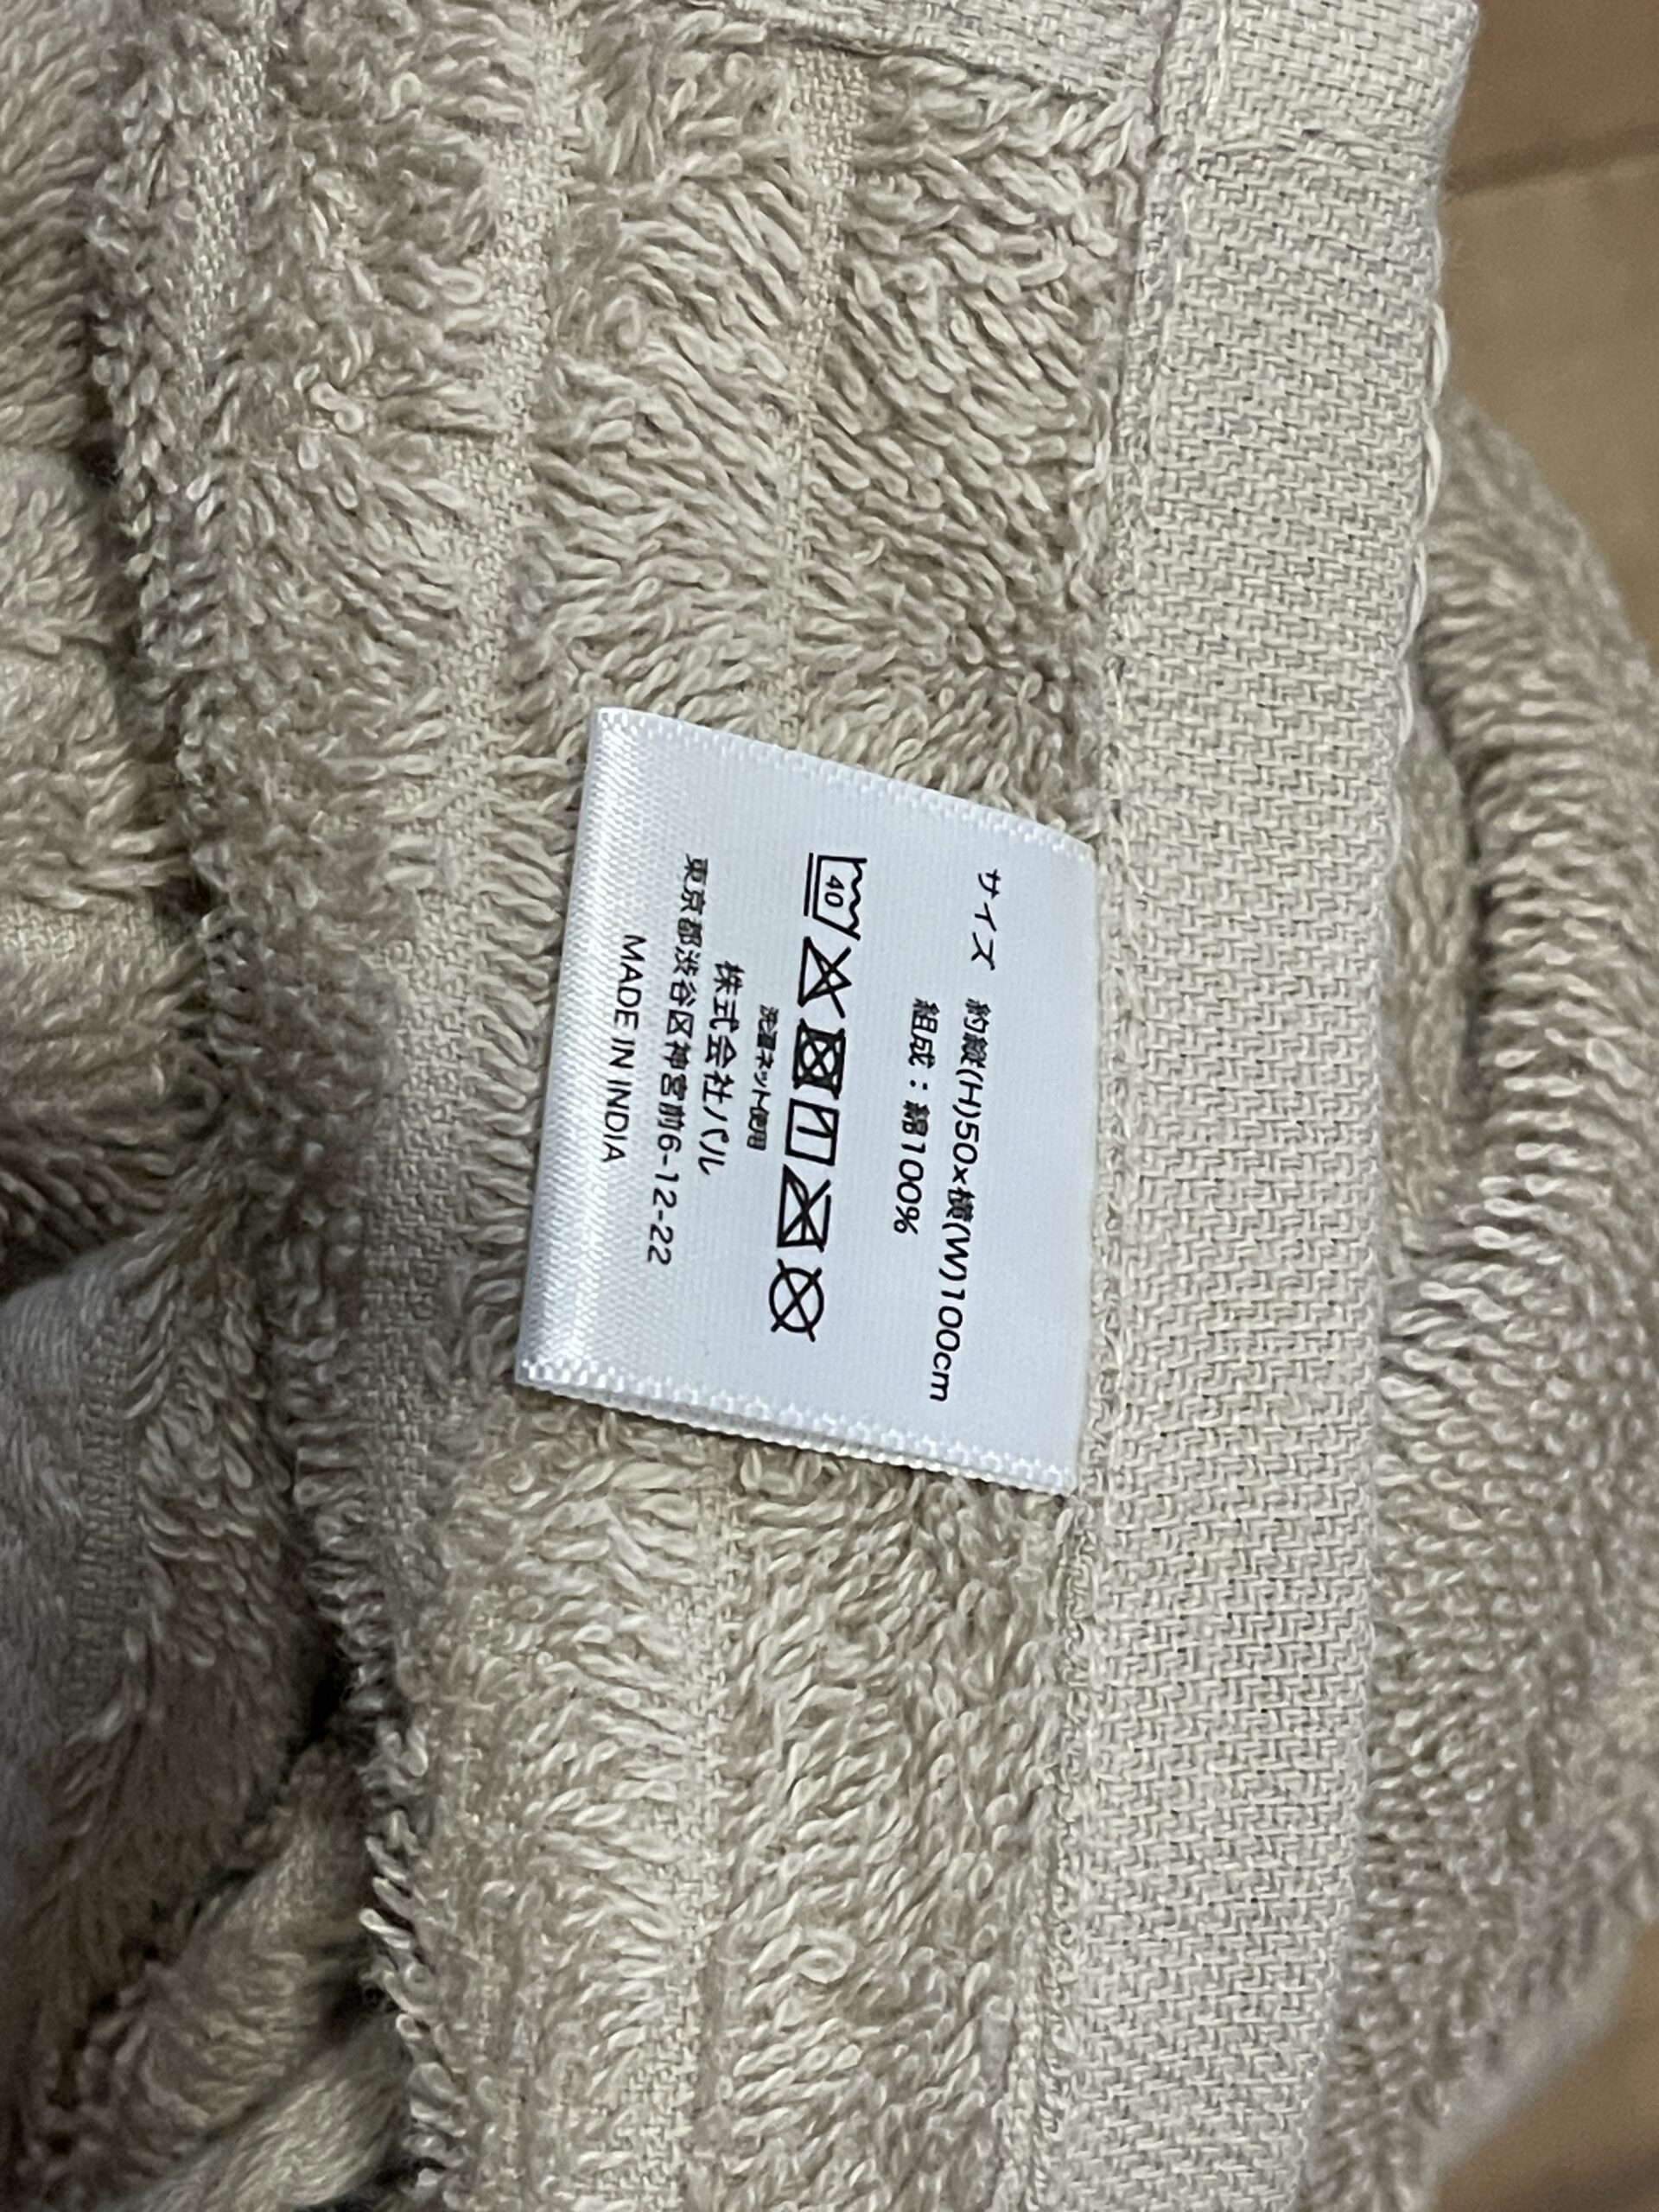 サイズ　約縦(H)50×横(W)100cm
組成：綿100%
40
洗濯ネット使用
株式会社パル
東京都渋谷区神宮前6-12-22
MADE IN INDIA